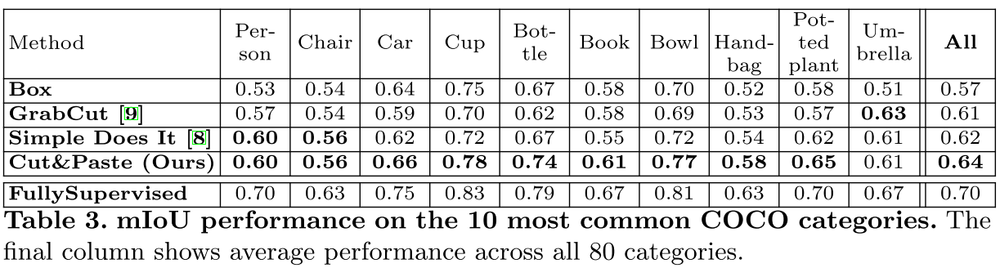 Method Per-son Chair Car Cup Bot-tle Book Bowl Hand-bag Pot-ted plant Um-brella All
Box 0.53 0.54 0.64 0.75 0.67 0.58 0.70 0.52 0.58 0.51 0.57
GrabCut [9] 0.57 0.54 0.59 0.70 0.62 0.58 0.69 0.53 0.57 0.63 0.61
Simple Does It [8] 0.60 0.56 0.62 0.72 0.67 0.55 0.72 0.54 0.62 0.61 0.62
Cut&Paste (Ours) 0.60 0.56 0.66 0.78 0.74 0.61 0.77 0.58 0.65 0.61 0.64
FullySupervised 0.70 0.63 0.75 0.83 0.79 0.67 0.81 0.63 0.70 0.67 0.70
Table 3. mIoU performance on the 10 most common COCO categories. The
final column shows average performance across all 80 categories.